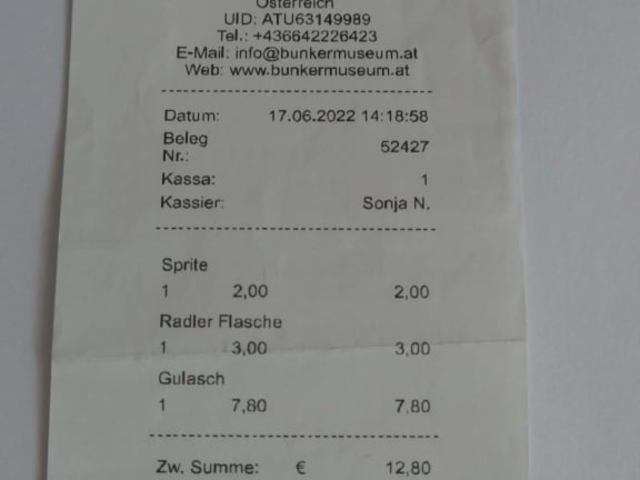 Österreich
UID: ATU63149989
Tel.: +436642226423
E-Mail: info@bunkermuseum.at
Web: www.bunkermuseum.at
Datum: 17.06.2022 14:18:58
Beleg
Nr.: 52427
Kassa: 1
Kassier: Sonja N.
Sprite
1 2,00 2,00
Radler Flasche
1 3,00 3,00
Gulasch
1 7,80 7,80
Zw. Summe: € 12,80